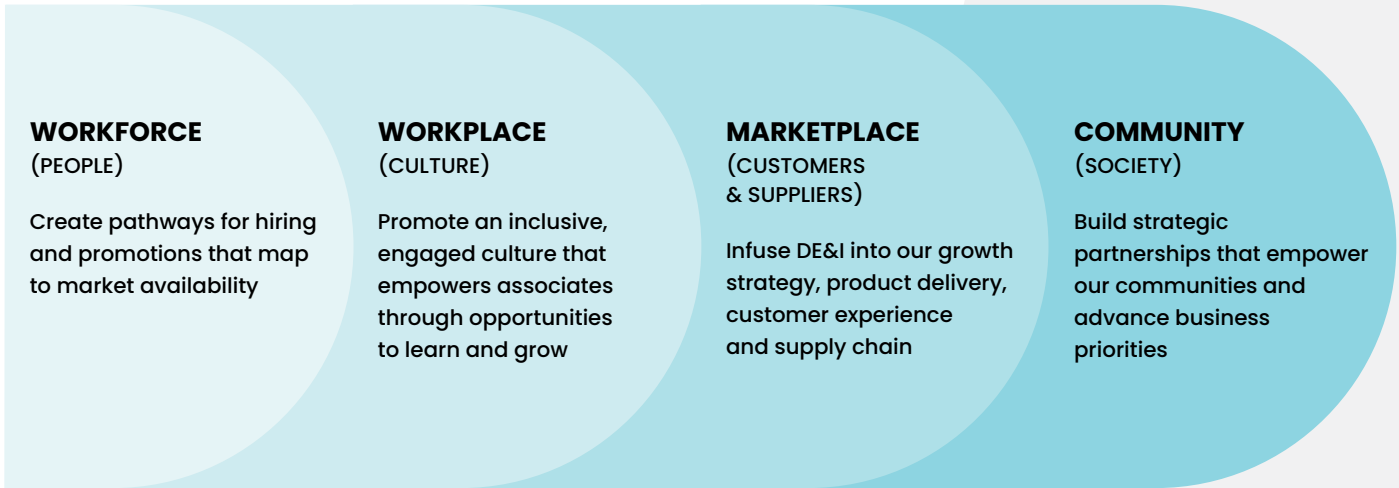 WORKFORCE
(PEOPLE)
Create pathways for hiring
and promotions that map
to market availability
WORKPLACE
(CULTURE)
Promote an inclusive,
engaged culture that
empowers associates
through opportunities
to learn and grow
MARKETPLACE
(CUSTOMERS
& SUPPLIERS)
Infuse DE&I into our growth
strategy, product delivery,
customer experience
and supply chain
COMMUNITY
(SOCIETY)
Build strategic
partnerships that empower
our communities and
advance business
priorities